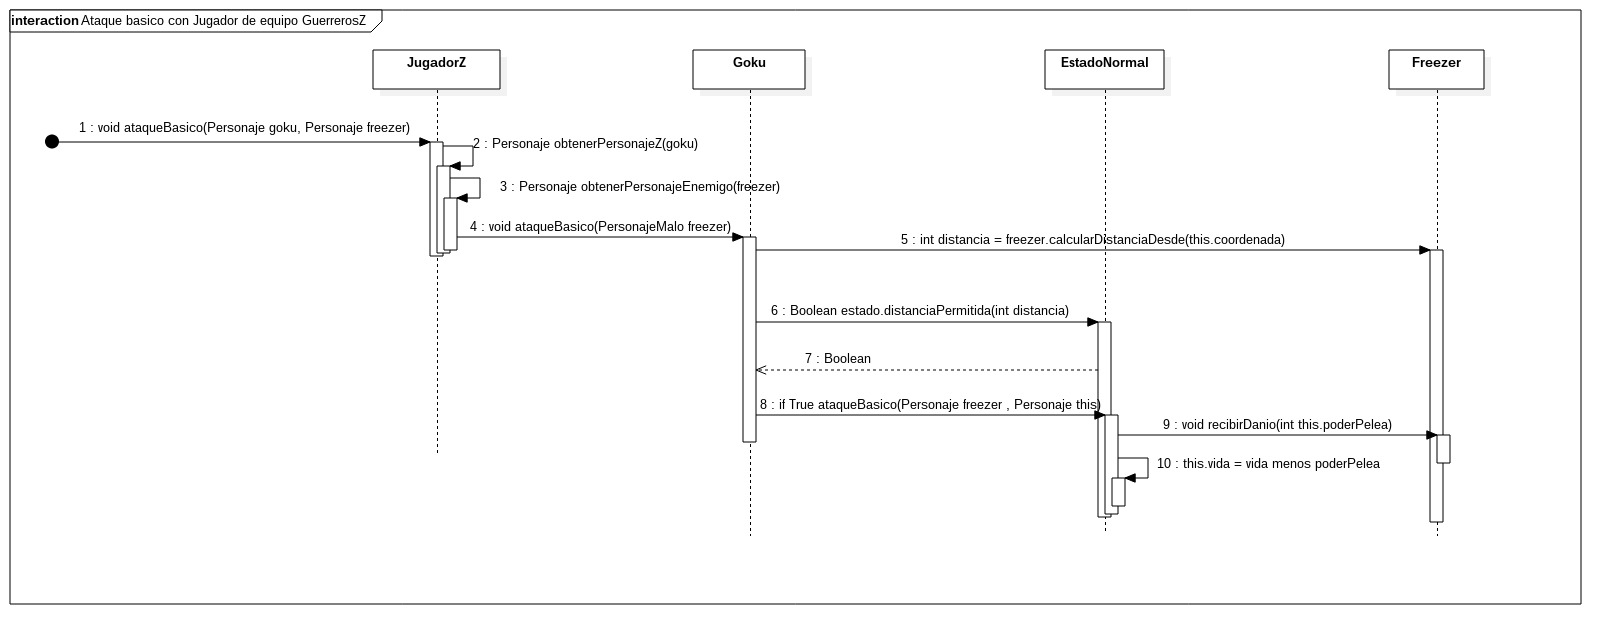 interaction Ataque basico con Jugador de equipo GuerrerosZ
JugadorZ
Goku
EstadoNormal
Freezer
1 : void ataqueBasico(Personaje goku, Personaje freezer)
2 : Personaje obtenerPersonajeZ(goku)
3 : Personaje obtenerPersonajeEnemigo(freezer)
4 : void ataqueBasico(PersonajeMalo freezer)
5 : int distancia = freezer.calcularDistanciaDesde(this.coordenada)
6 : Boolean estado.distanciaPermitida(int distancia)
7 : Boolean
8 : if True ataqueBasico(Personaje freezer , Personaje this)
9 : void recibirDanio(int this.poderPelea)
10 : this.vida = vida menos poderPelea